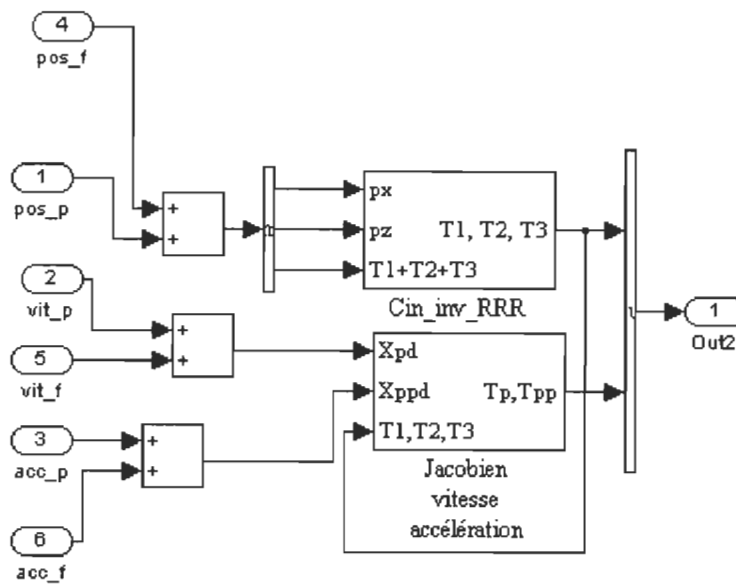 4
pos_f
1
pos_p
+
+
px
pz
T1+T2+T3
T1, T2, T3
Cin_inv_RRR
2
vit_p
5
vit_f
+
+
Xpd
Xppd
T1,T2,T3
Tp,Tpp
Jacobien
vitesse
accélération
3
acc_p
6
acc_f
+
+
1
Out2